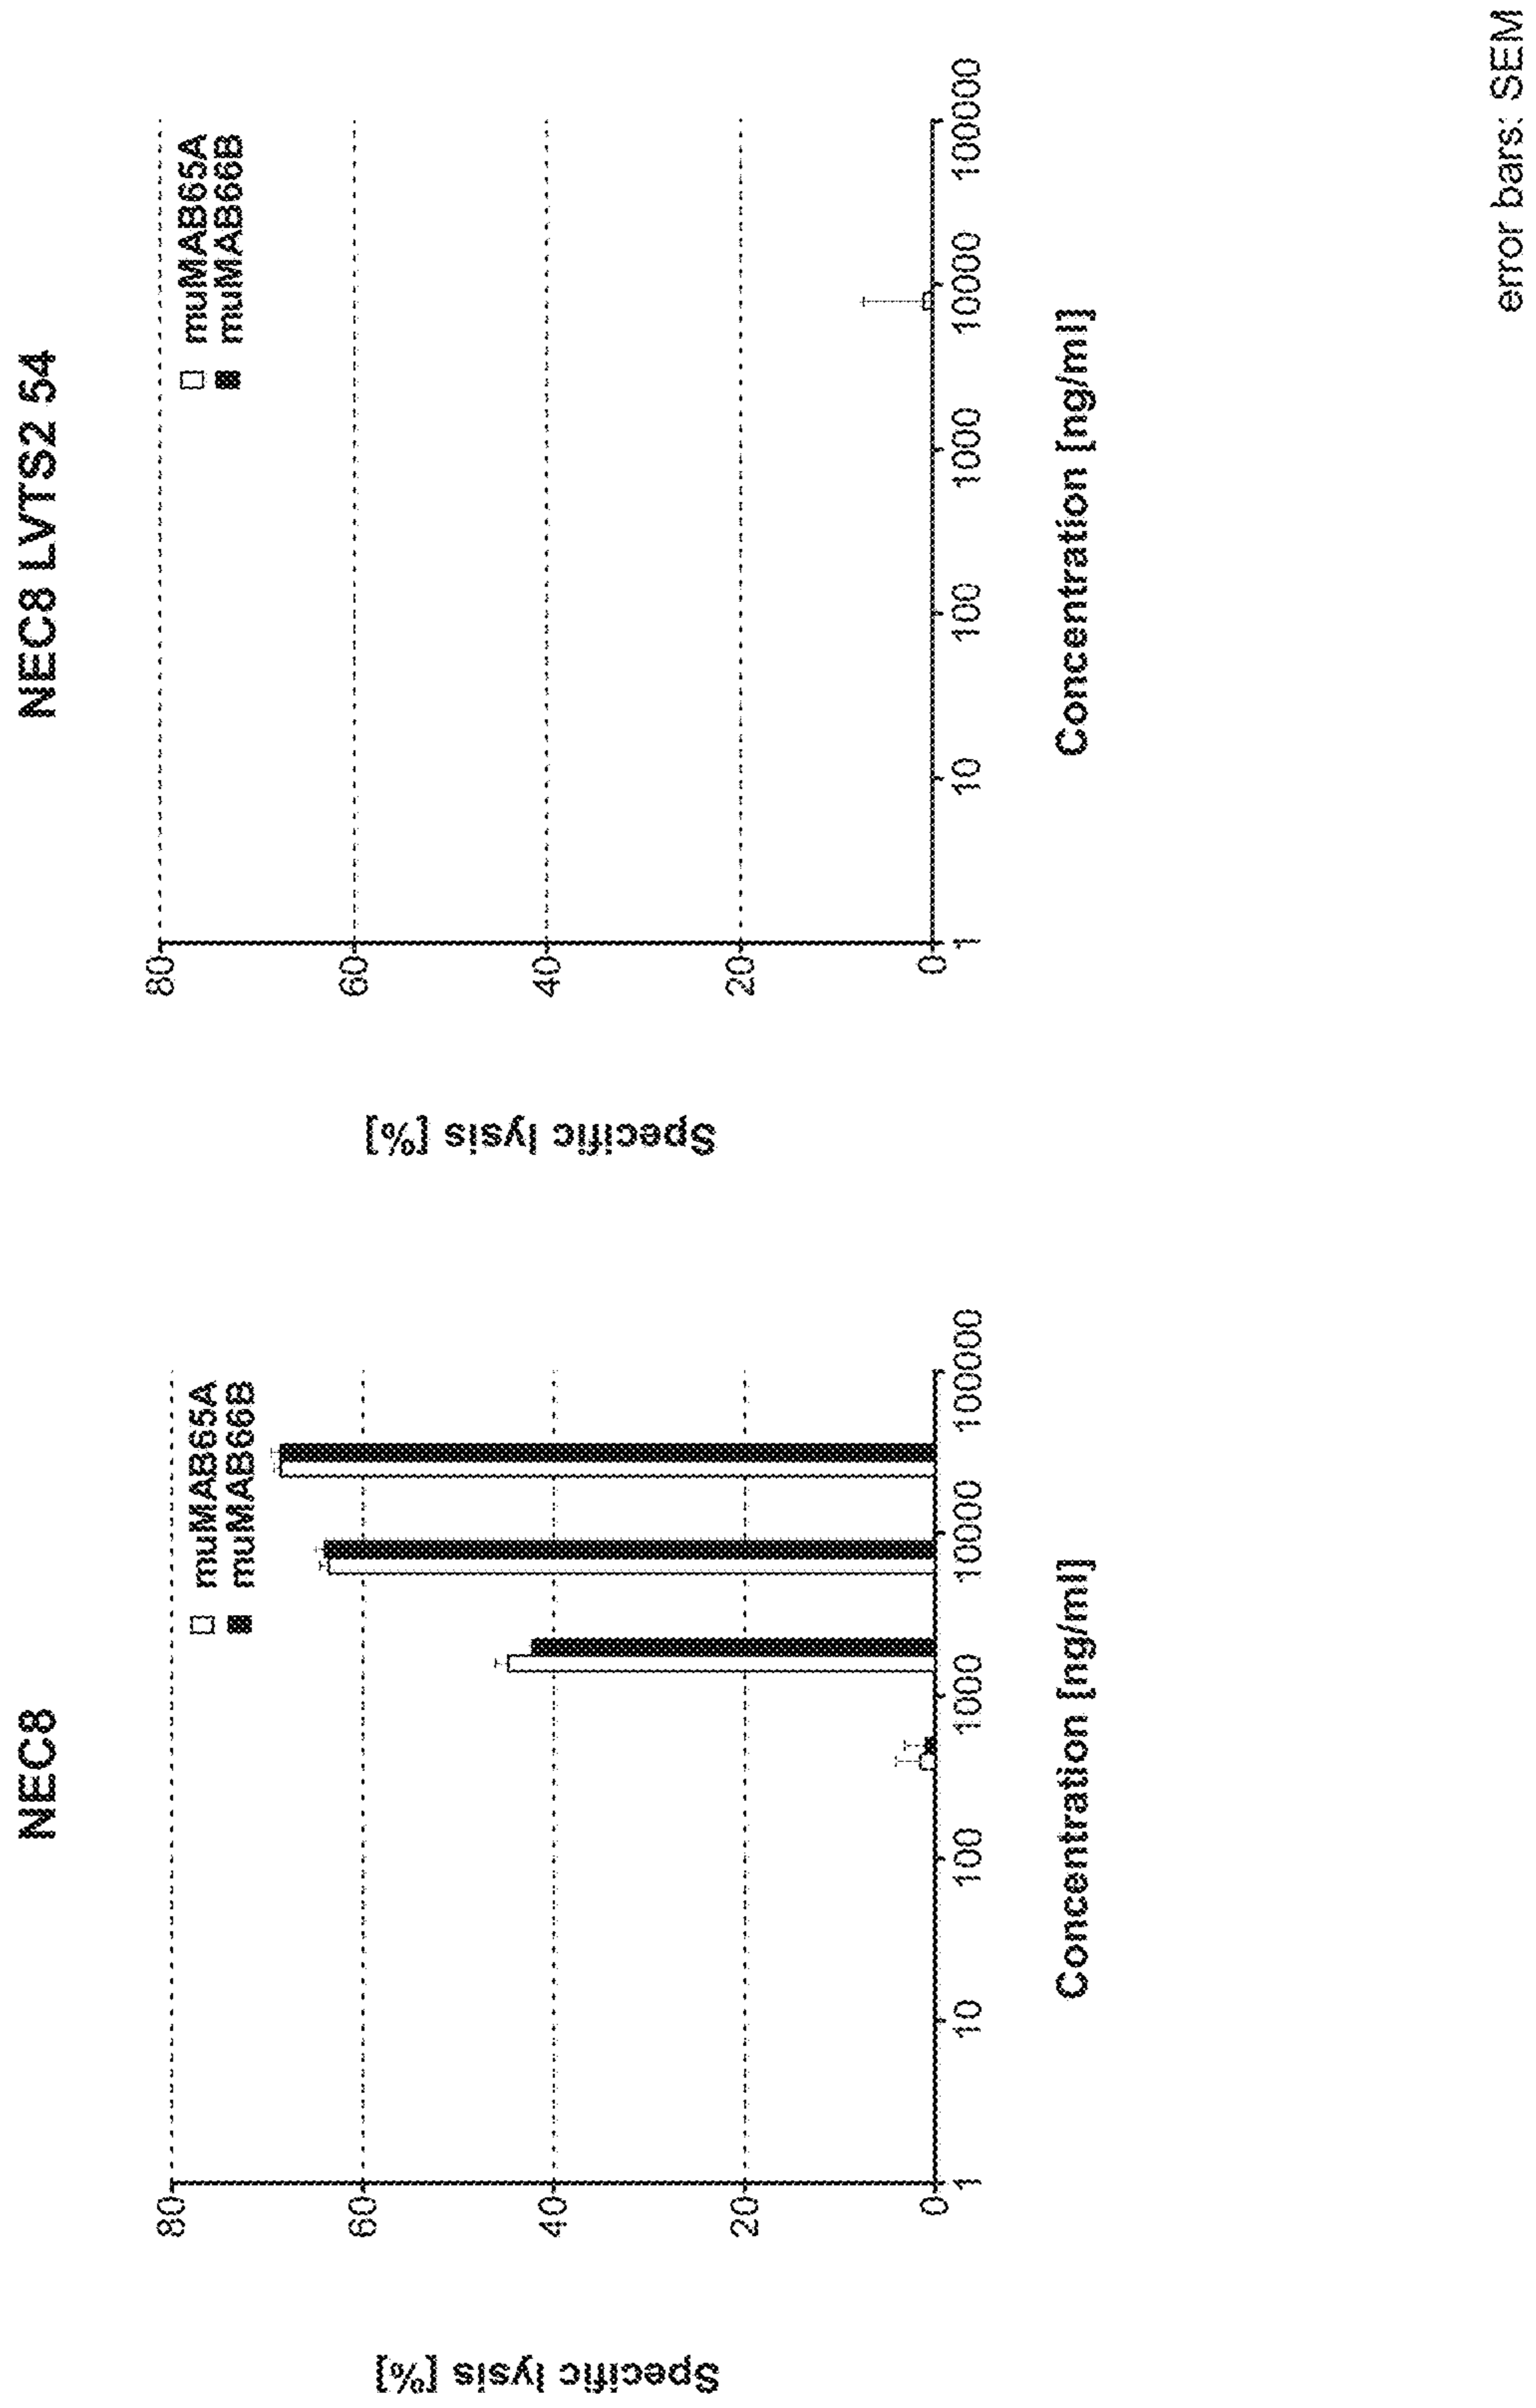 NEC8
muMAB65A
muMAB66B
Specific lysis [%]
80
60
40
20
0
1
10
100
1000
10000
100000
Concentration [ng/ml]
NEC8 LVTS2 54
muMAB65A
muMAB66B
Specific lysis [%]
80
60
40
20
0
1
10
100
1000
10000
100000
Concentration [ng/ml]
error bars: SEM